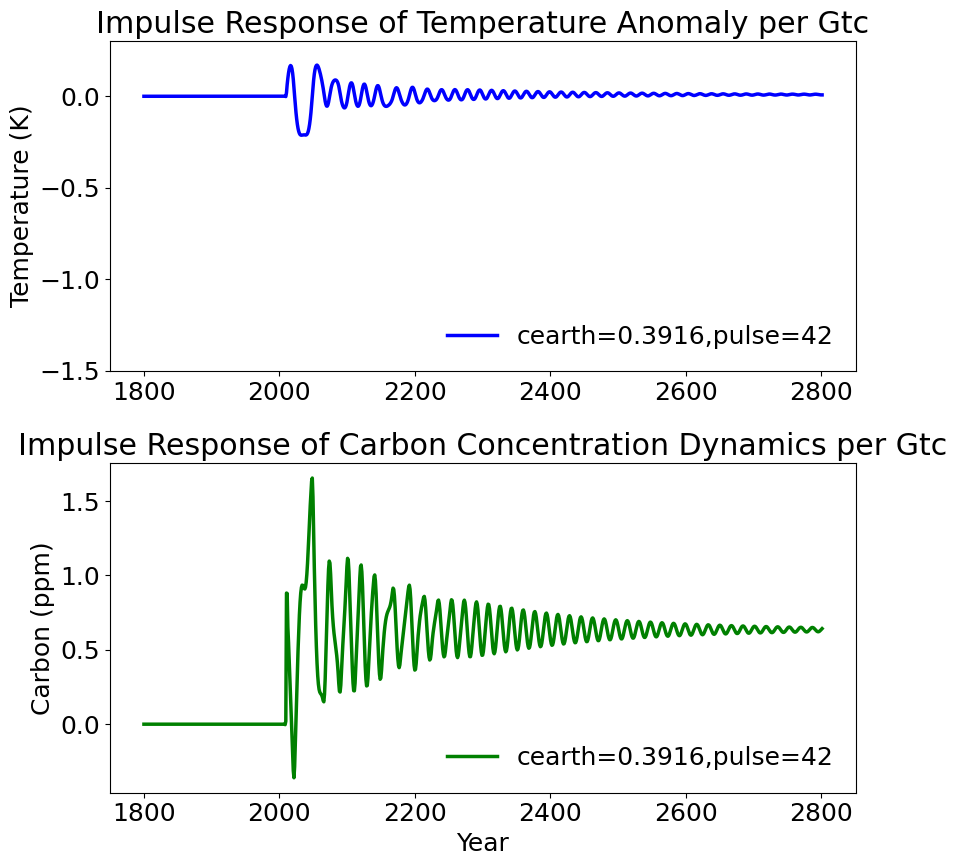 Impulse Response of Temperature Anomaly per Gtc
0.0
−0.5
−1.0
−1.5
Temperature (K)
cearth=0.3916,pulse=42
1800 2000 2200 2400 2600 2800
Impulse Response of Carbon Concentration Dynamics per Gtc
1.5
1.0
0.5
0.0
Carbon (ppm)
cearth=0.3916,pulse=42
1800 2000 2200 2400 2600 2800
Year